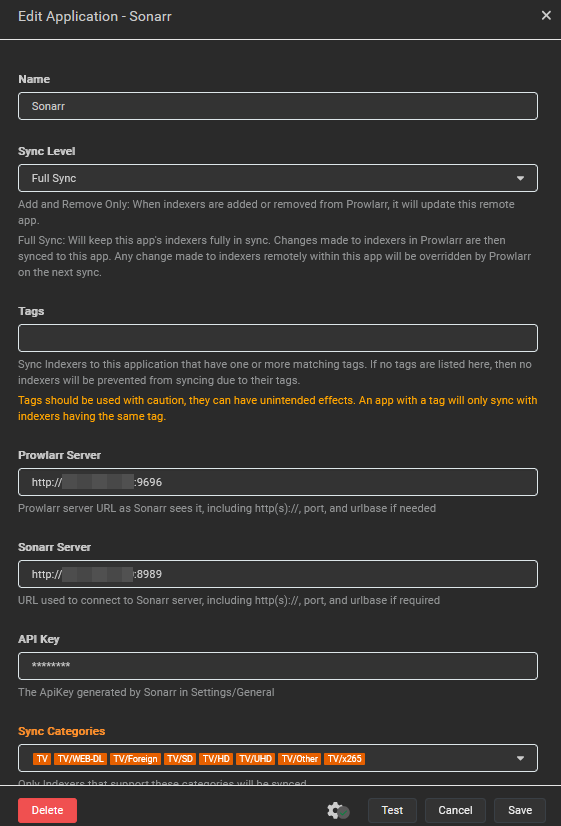 Edit Application - Sonarr
Name
Sonarr
Sync Level
Full Sync
Add and Remove Only: When indexers are added or removed from Prowlarr, it will update this remote
app.
Full Sync: Will keep this app's indexers fully in sync. Changes made to indexers in Prowlarr are then
synced to this app. Any change made to indexers remotely within this app will be overridden by Prowlarr
on the next sync.
Tags
Sync Indexers to this application that have one or more matching tags. If no tags are listed here, then no
indexers will be prevented from syncing due to their tags.
Tags should be used with caution, they can have unintended effects. An app with a tag will only sync with
indexers having the same tag.
Prowlarr Server
http:// :9696
Prowlarr server URL as Sonarr sees it, including http(s)://, port, and urlbase if needed
Sonarr Server
http:// :8989
URL used to connect to Sonarr server, including http(s)://, port, and urlbase if required
API Key
********
The ApiKey generated by Sonarr in Settings/General
Sync Categories
TV TV/WEB-DL TV/Foreign TV/SD TV/HD TV/UHD TV/Other TV/x265
Only Indexers that support these categories will be synced
Delete Test Cancel Save